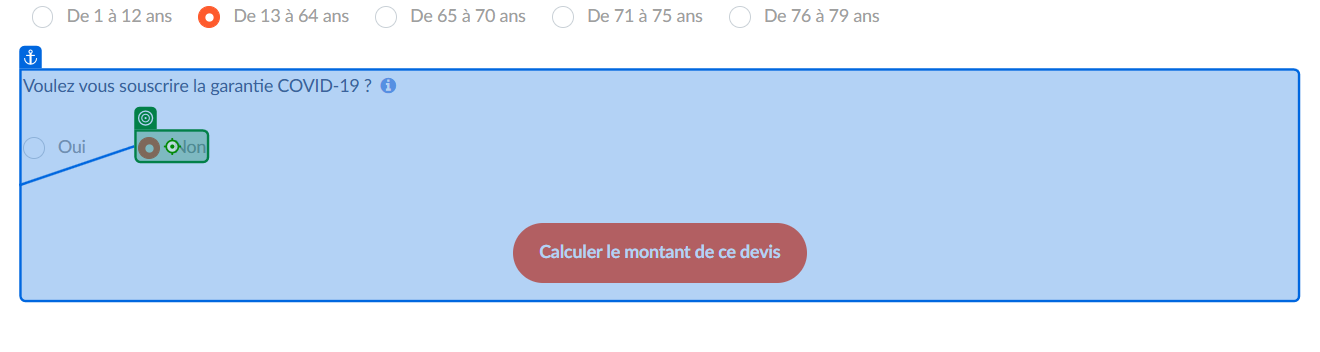 De 1 à 12 ans De 13 à 64 ans De 65 à 70 ans De 71 à 75 ans De 76 à 79 ans
Voulez vous souscrire la garantie COVID-19 ?
Oui Non
Calculer le montant de ce devis